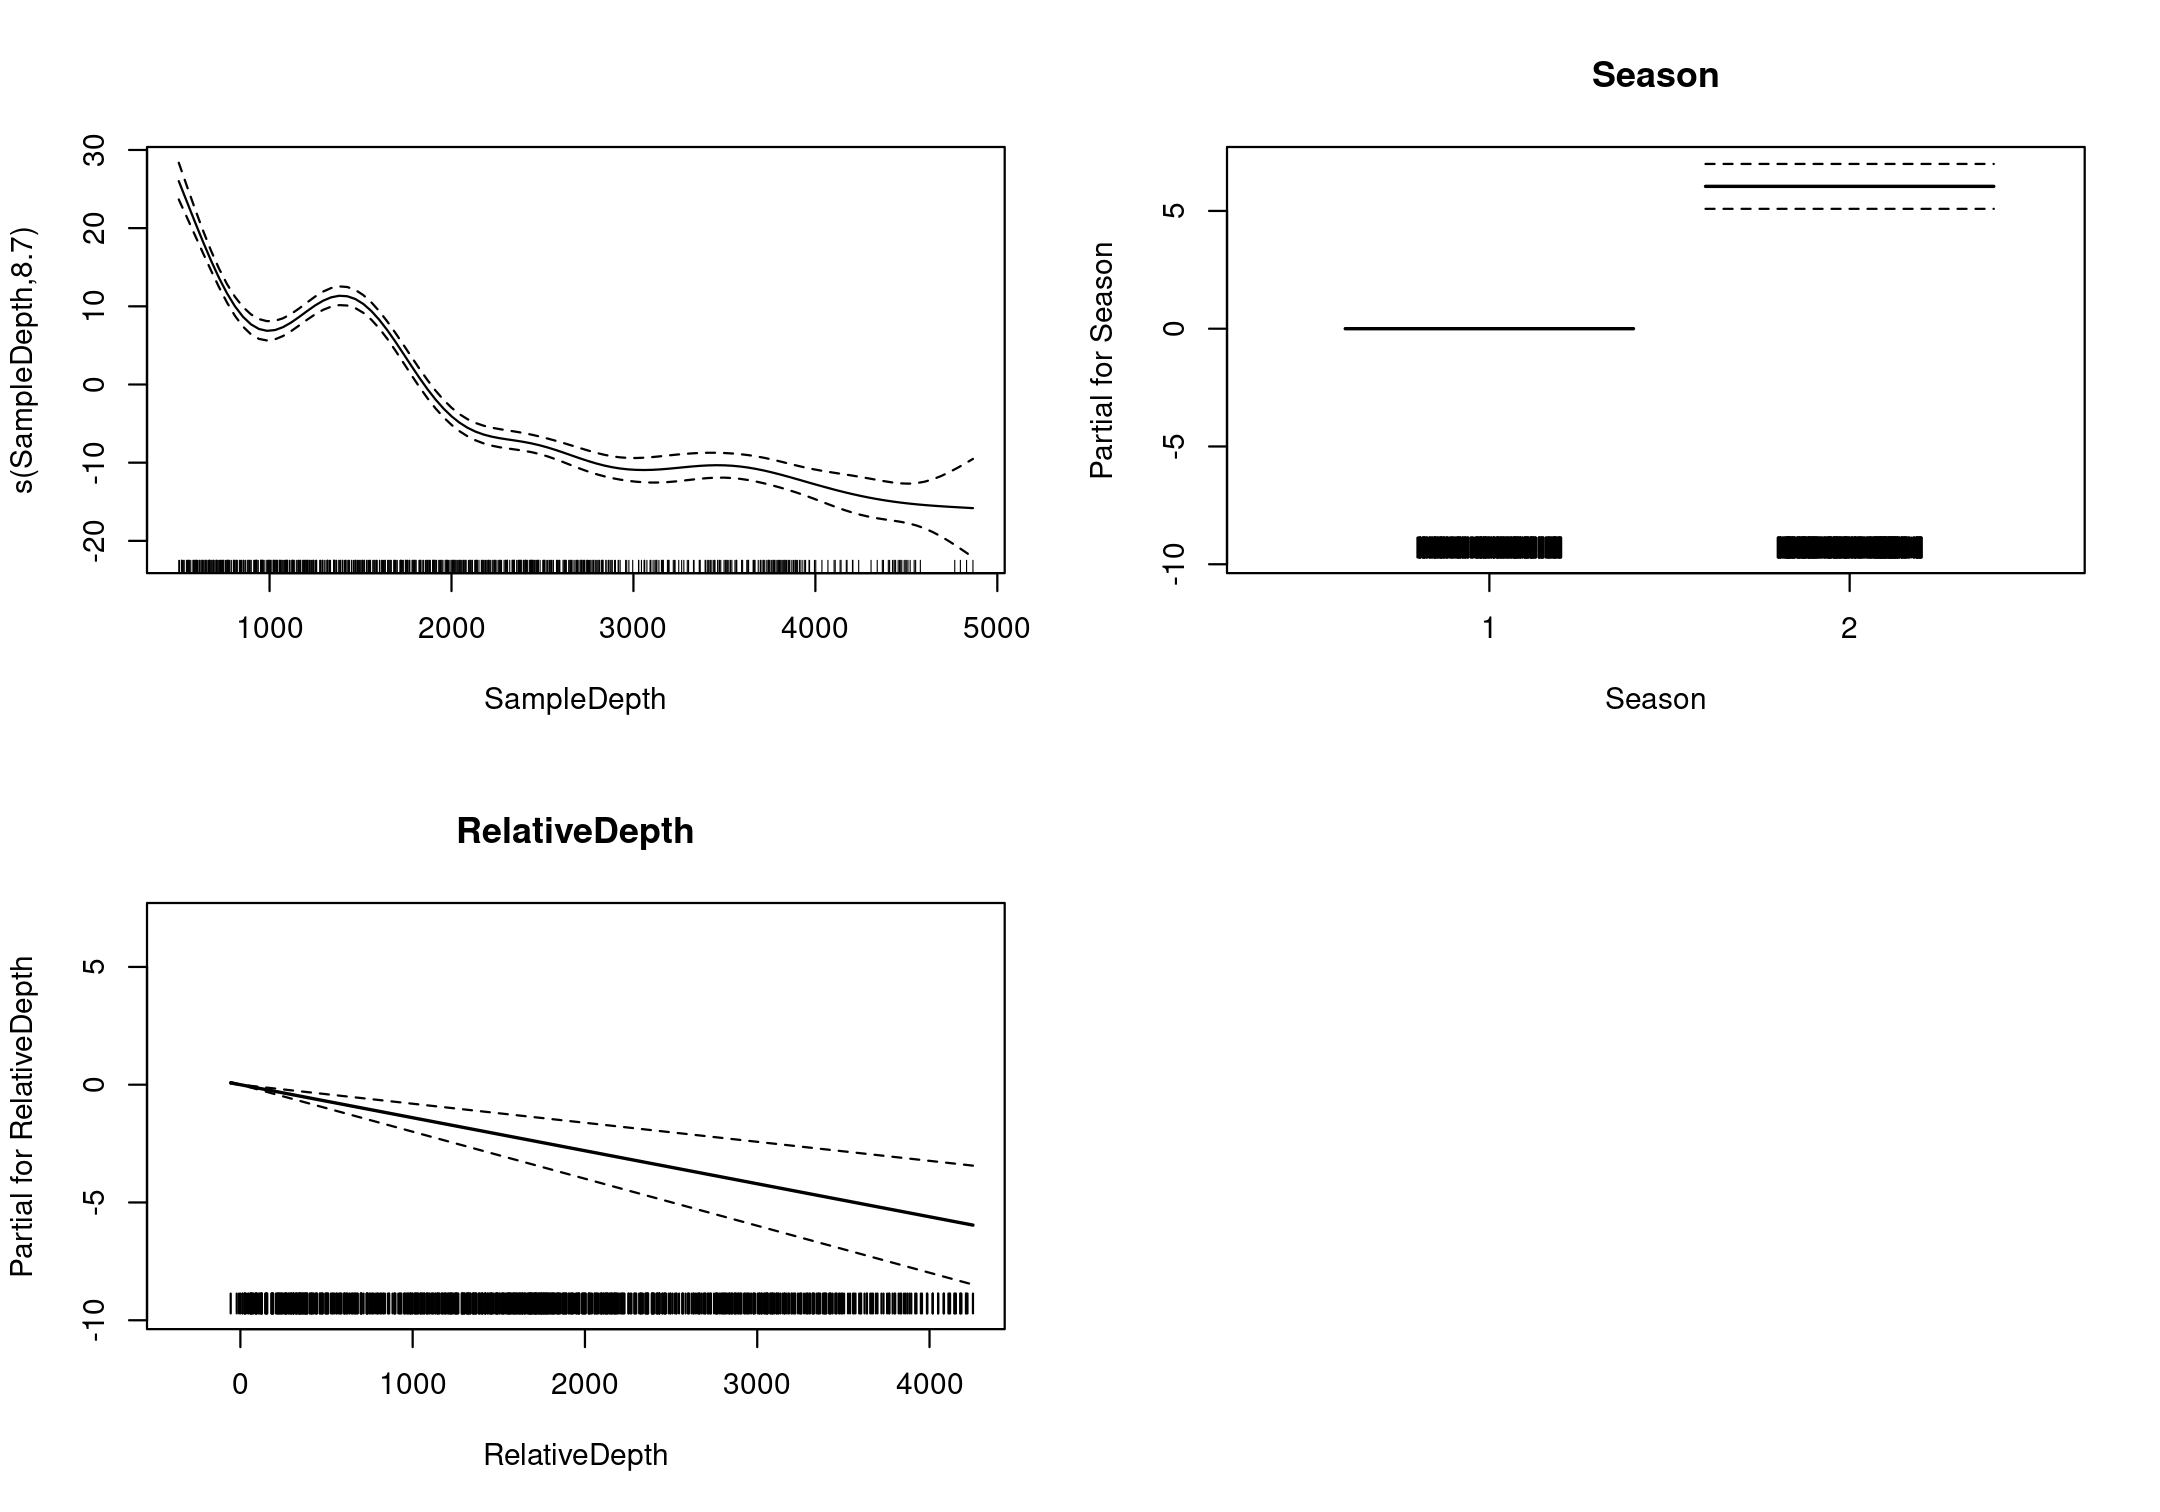 s(SampleDepth,8.7)
30
20
10
0
-10
-20
1000 2000 3000 4000 5000
SampleDepth
Season
Partial for Season
5
0
-5
-10
1 2
Season
RelativeDepth
Partial for RelativeDepth
5
0
-5
-10
0 1000 2000 3000 4000
RelativeDepth